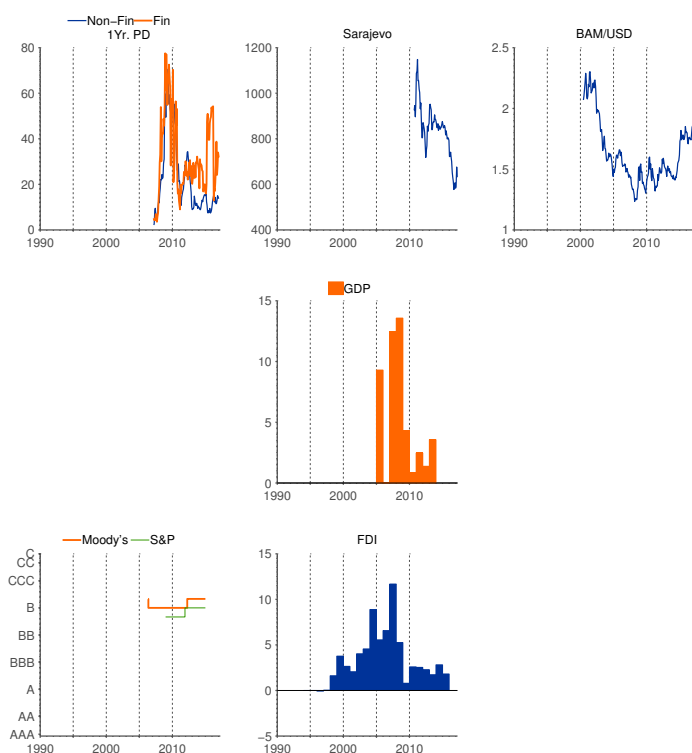 Non-Fin Fin
1Yr. PD
80
60
40
20
0
1990 2000 2010
Sarajevo
1200
1000
800
600
400
1990 2000 2010
BAM/USD
2.5
2
1.5
1
1990 2000 2010
GDP
15
10
5
0
1990 2000 2010
Moody's S&P
C
CC
CCC
B
BB
BBB
A
AA
AAA
1990 2000 2010
FDI
15
10
5
0
-5
1990 2000 2010